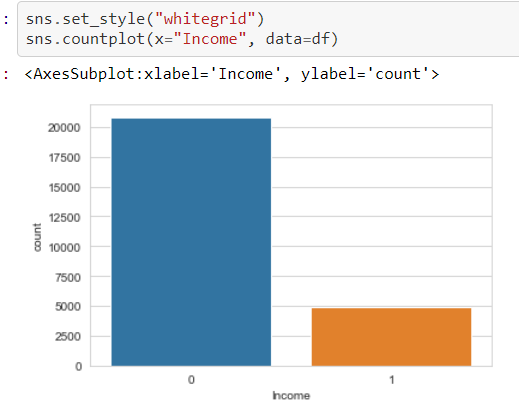 : sns.set_style("whitegrid")
sns.countplot(x="Income", data=df)
: <AxesSubplot:xlabel='Income', ylabel='count'>
20000
17500
15000
12500
10000
7500
5000
2500
0
count
0 1
Income